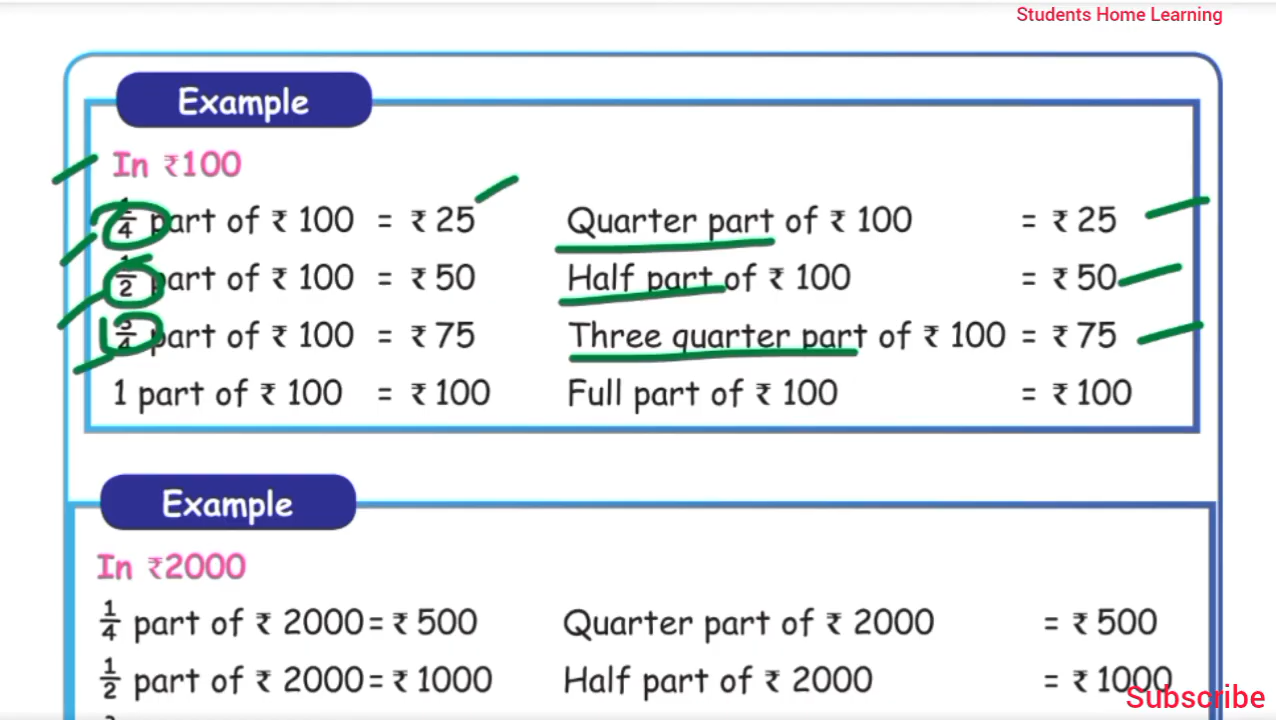 Students Home Learning
Example
In ₹100
1/4 part of ₹ 100 = ₹ 25 Quarter part of ₹ 100 = ₹ 25
1/2 part of ₹ 100 = ₹ 50 Half part of ₹ 100 = ₹ 50
3/4 part of ₹ 100 = ₹ 75 Three quarter part of ₹ 100 = ₹ 75
1 part of ₹ 100 = ₹ 100 Full part of ₹ 100 = ₹ 100
Example
In ₹2000
1/4 part of ₹ 2000 = ₹ 500 Quarter part of ₹ 2000 = ₹ 500
1/2 part of ₹ 2000 = ₹ 1000 Half part of ₹ 2000 = ₹ 1000
Subscribe